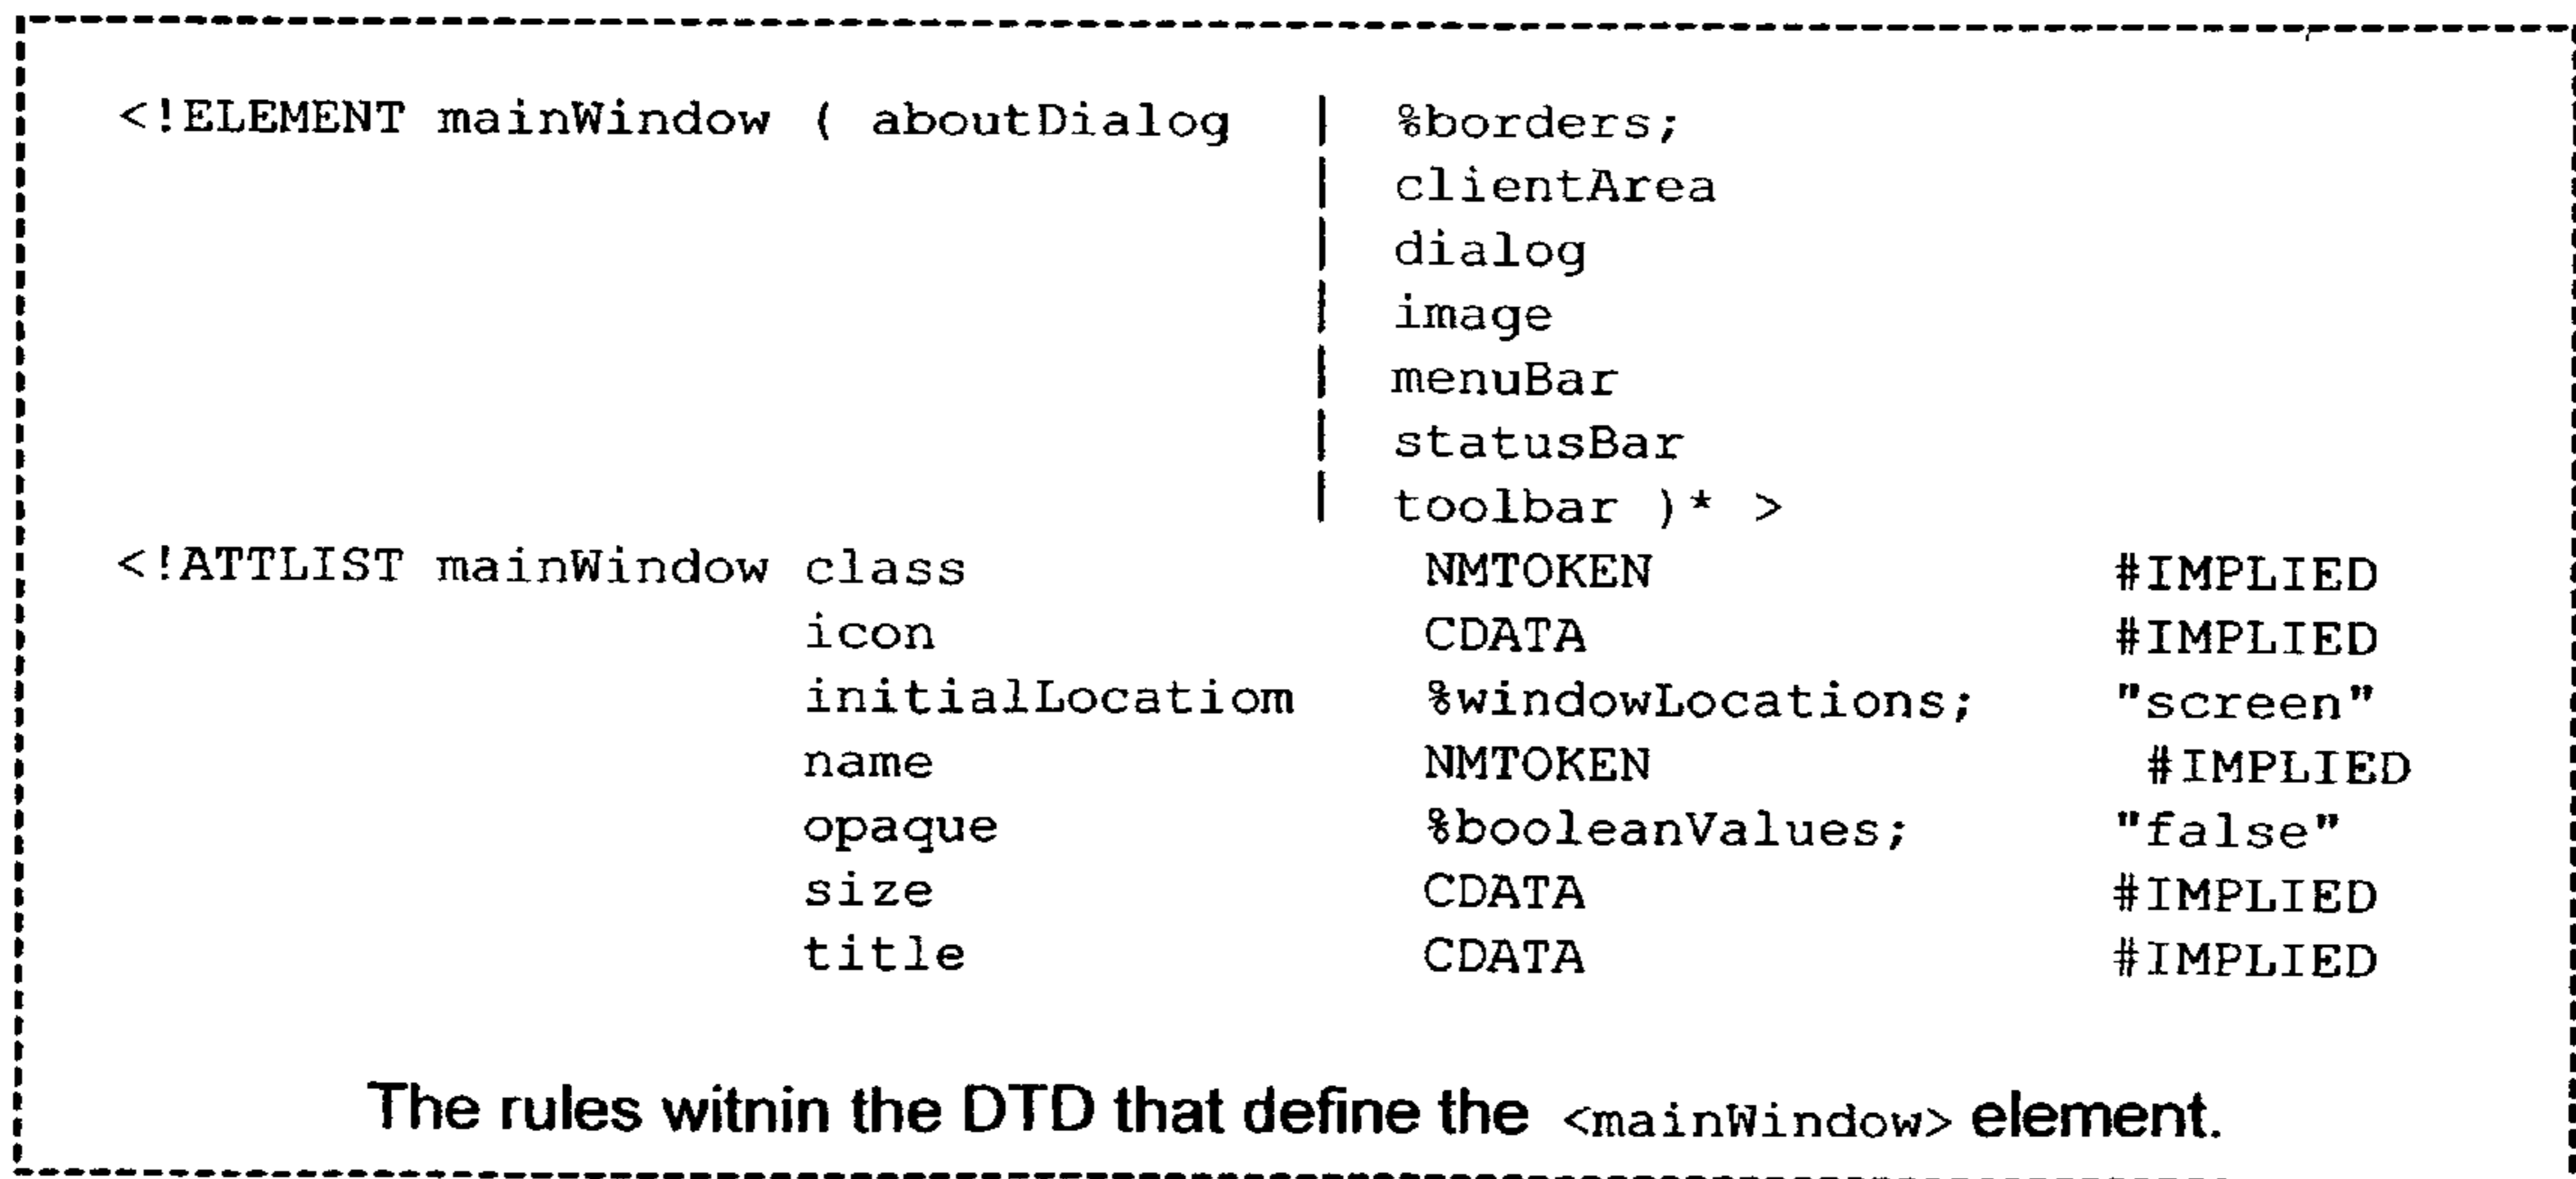 <!ELEMENT mainWindow ( aboutDialog | %borders;
| clientArea
| dialog
| image
| menuBar
| statusBar
| toolbar )* >
<!ATTLIST mainWindow class NMTOKEN #IMPLIED
icon CDATA #IMPLIED
initialLocatiom %windowLocations; "screen"
name NMTOKEN #IMPLIED
opaque %booleanValues; "false"
size CDATA #IMPLIED
title CDATA #IMPLIED
The rules witnin the DTD that define the <mainWindow> element.